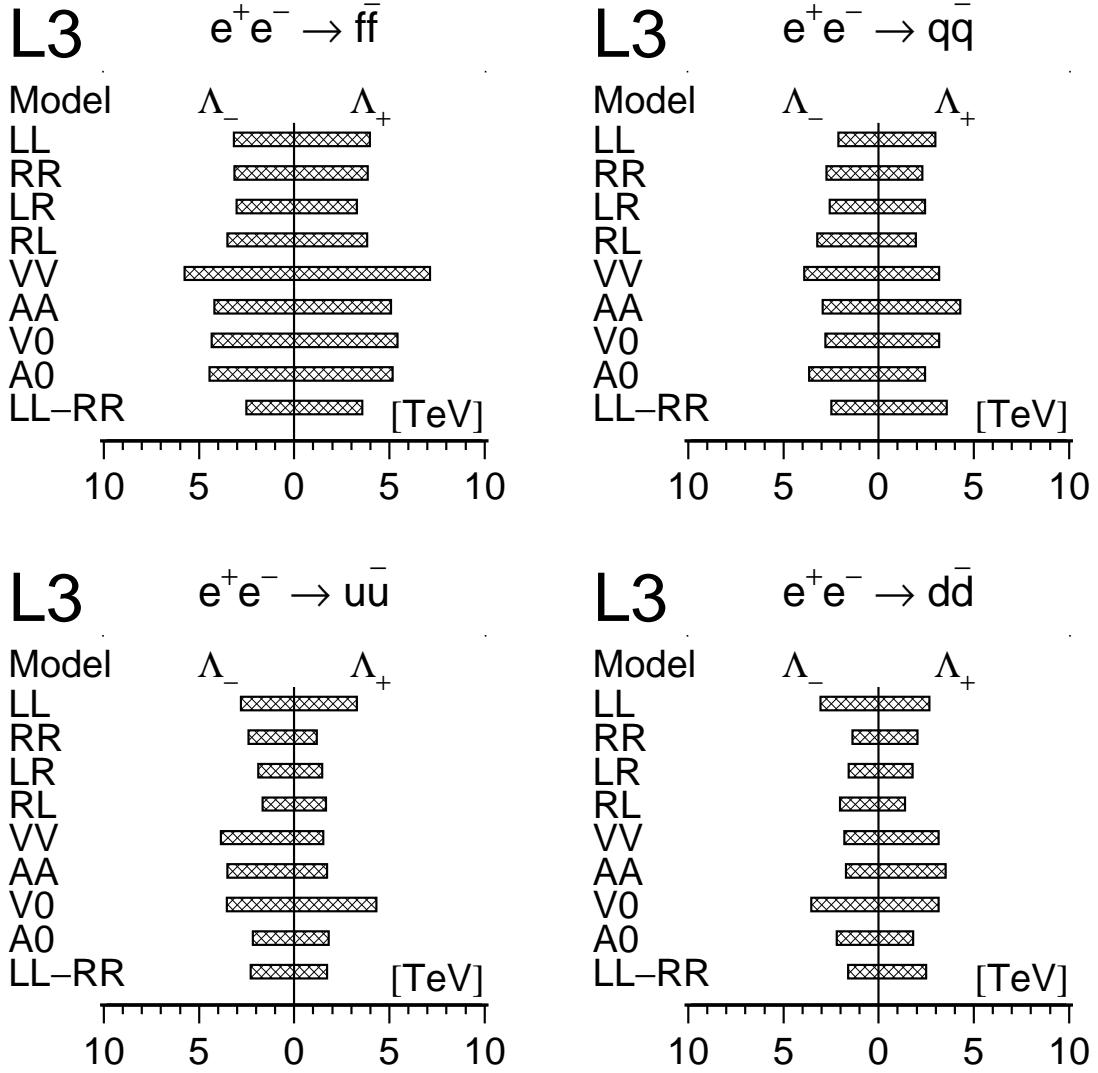 L3 e⁺e⁻ → ff̄
Model Λ₋ Λ₊
LL
RR
LR
RL
VV
AA
V0
A0
LL−RR [TeV]
10 5 0 5 10
L3 e⁺e⁻ → qq̄
Model Λ₋ Λ₊
LL
RR
LR
RL
VV
AA
V0
A0
LL−RR [TeV]
10 5 0 5 10
L3 e⁺e⁻ → uū
Model Λ₋ Λ₊
LL
RR
LR
RL
VV
AA
V0
A0
LL−RR [TeV]
10 5 0 5 10
L3 e⁺e⁻ → dd̄
Model Λ₋ Λ₊
LL
RR
LR
RL
VV
AA
V0
A0
LL−RR [TeV]
10 5 0 5 10